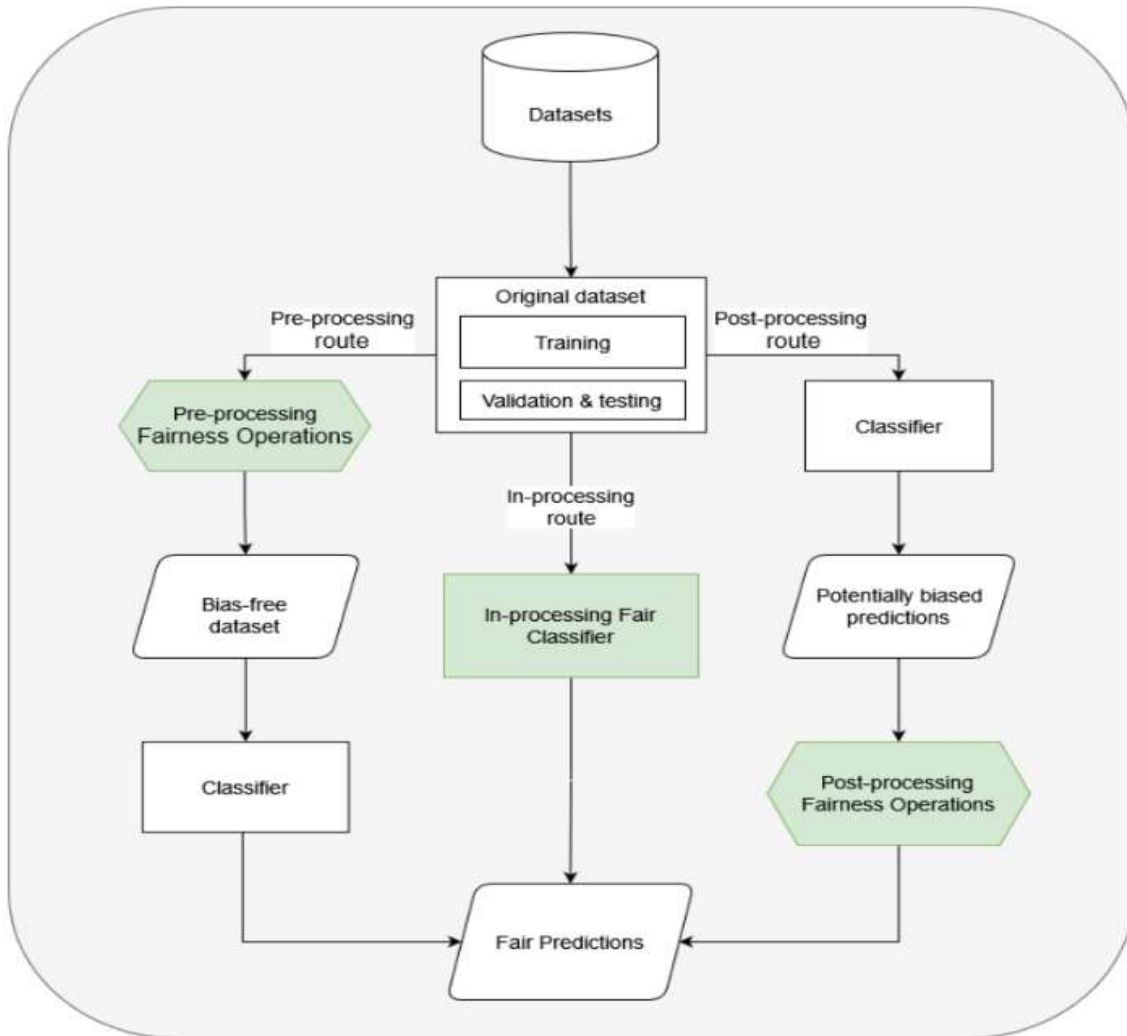 Datasets
Original dataset
Training
Validation & testing
Pre-processing
route
Post-processing
route
In-processing
route
Pre-processing
Fairness Operations
Bias-free
dataset
Classifier
In-processing Fair
Classifier
Classifier
Potentially biased
predictions
Post-processing
Fairness Operations
Fair Predictions